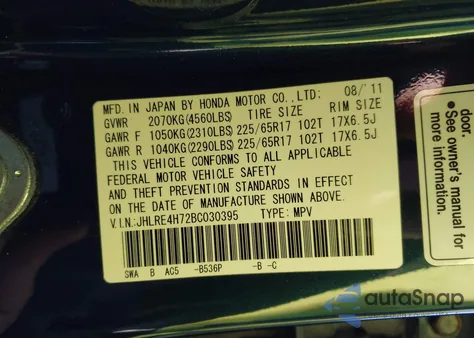 MFD. IN JAPAN BY HONDA MOTOR CO., LTD: 08/'11
GVWR 2070KG(4560LBS) TIRE SIZE RIM SIZE
GAWR F 1050KG(2310LBS) 225/65R17 102T 17X6.5J
GAWR R 1040KG(2290LBS) 225/65R17 102T 17X6.5J
THIS VEHICLE CONFORMS TO ALL APPLICABLE
FEDERAL MOTOR VEHICLE SAFETY
AND THEFT PREVENTION STANDARDS IN EFFECT
ON THE DATE OF MANUFACTURE SHOWN ABOVE.
V.I.N:JHLRE4H72BC030395 TYPE: MPV
SWA B AC5 -B536P -B -C
door.
• See owner's manual for
more information.
autoSnap